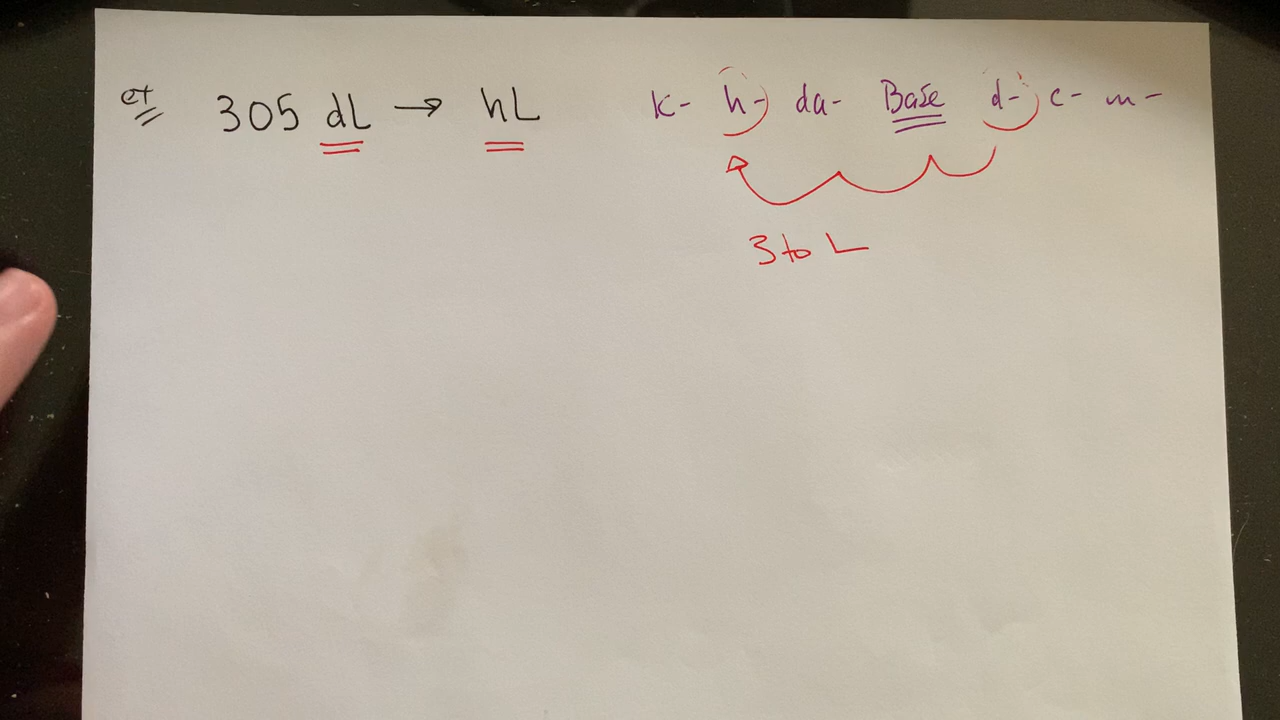 ex 305 dL → hL k- h- da- Base d- c- m-
3 to L